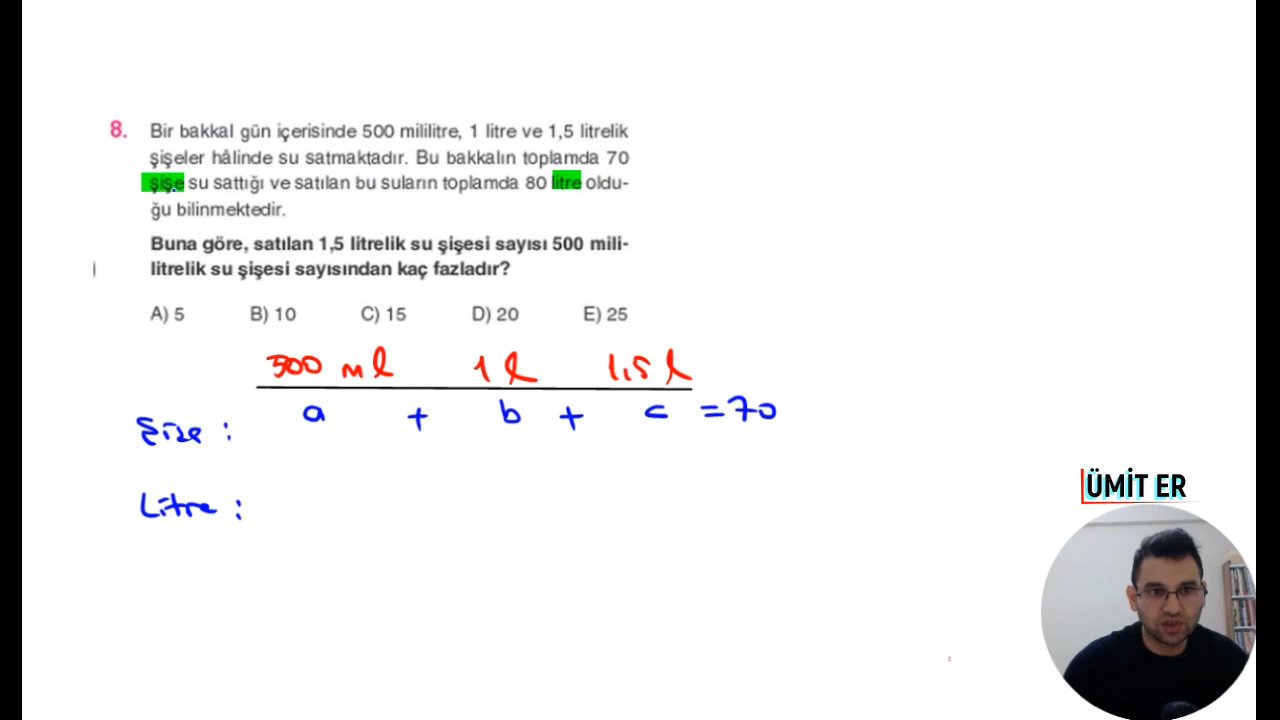 8. Bir bakkal gün içerisinde 500 mililitre, 1 litre ve 1,5 litrelik
şişeler hâlinde su satmaktadır. Bu bakkalın toplamda 70
şişe su sattığı ve satılan bu suların toplamda 80 litre oldu-
ğu bilinmektedir.
Buna göre, satılan 1,5 litrelik su şişesi sayısı 500 mili-
litrelik su şişesi sayısından kaç fazladır?
A) 5 B) 10 C) 15 D) 20 E) 25
500 ml 1 l 1,5 l
Şişe : a + b + c = 70
Litre :
ÜMİT ER